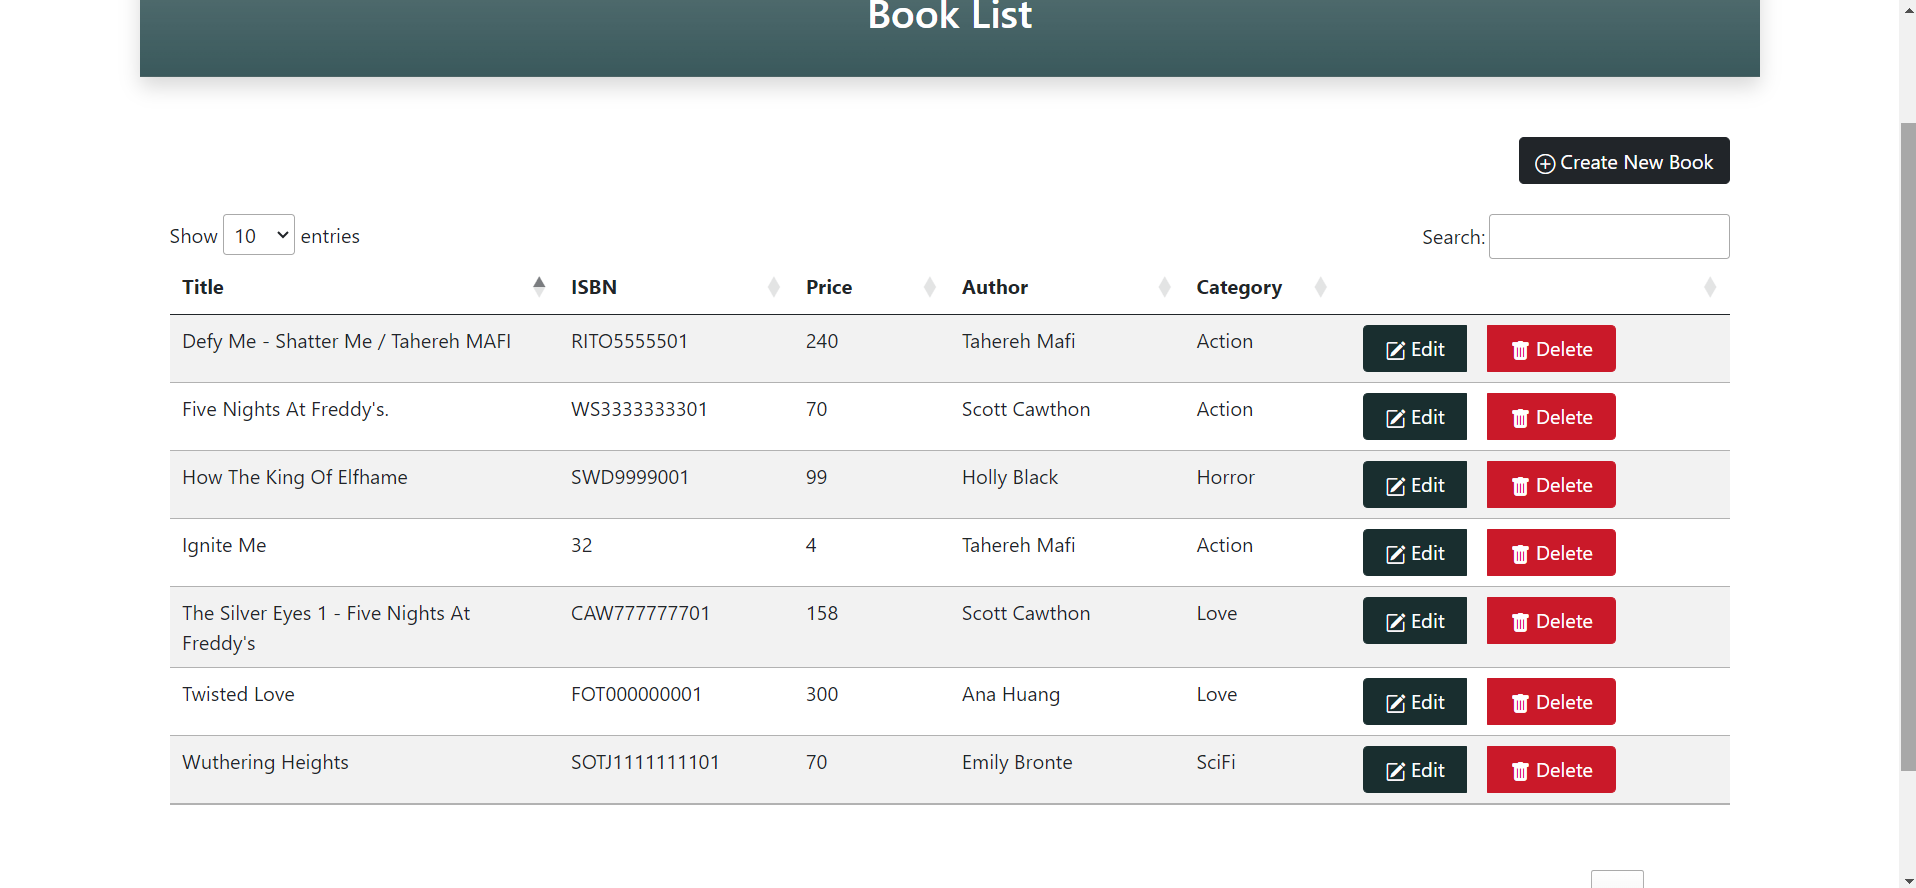 Book List
Create New Book
Show 10 entries Search:
Title ISBN Price Author Category
Defy Me - Shatter Me / Tahereh MAFI RITO5555501 240 Tahereh Mafi Action Edit Delete
Five Nights At Freddy's. WS3333333301 70 Scott Cawthon Action Edit Delete
How The King Of Elfhame SWD9999001 99 Holly Black Horror Edit Delete
Ignite Me 32 4 Tahereh Mafi Action Edit Delete
The Silver Eyes 1 - Five Nights At CAW777777701 158 Scott Cawthon Love Edit Delete
Freddy's
Twisted Love FOT000000001 300 Ana Huang Love Edit Delete
Wuthering Heights SOTJ1111111101 70 Emily Bronte SciFi Edit Delete